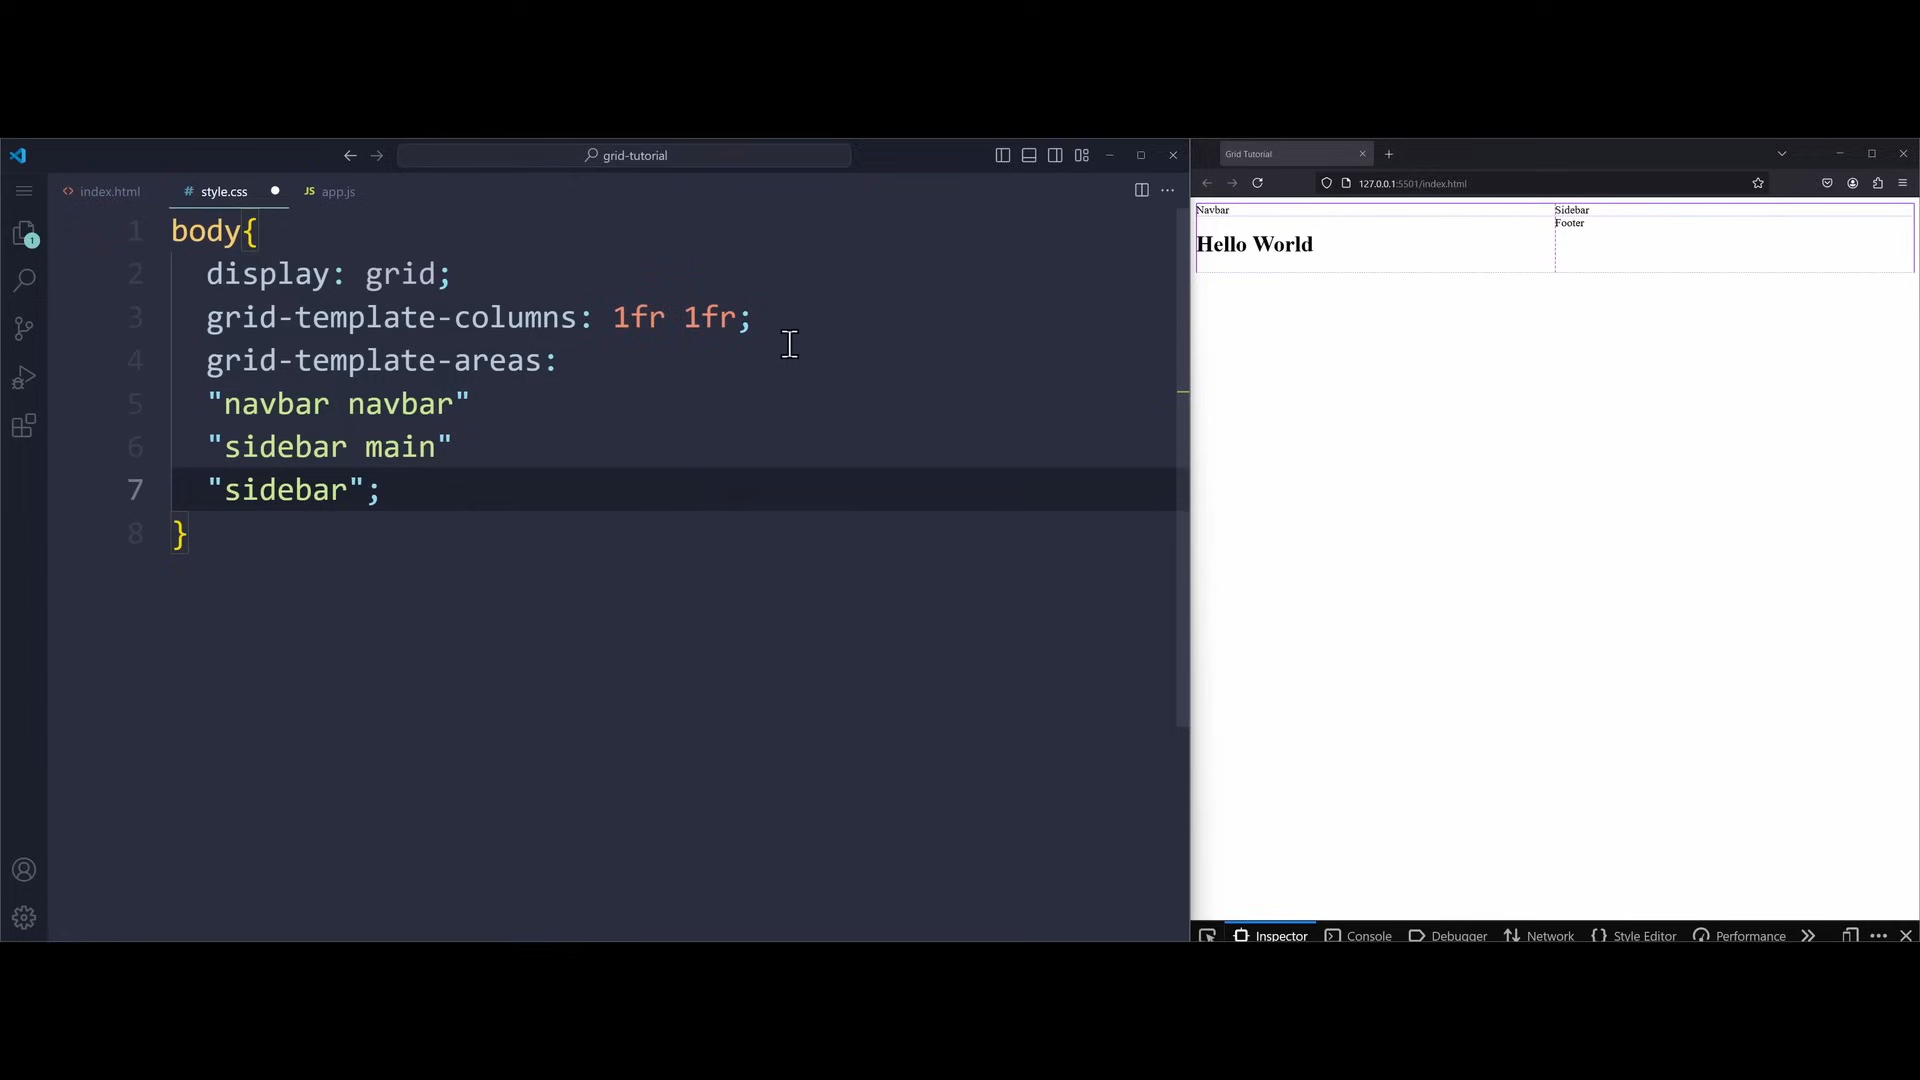 grid-tutorial
index.html
# style.css
JS app.js
1 body{
2 display: grid;
3 grid-template-columns: 1fr 1fr;
4 grid-template-areas:
5 "navbar navbar"
6 "sidebar main"
7 "sidebar";
8 }
1
Grid Tutorial
127.0.0.1:5501/index.html
Navbar
Sidebar
Footer
Hello World
Inspector
Console
Debugger
Network
Style Editor
Performance